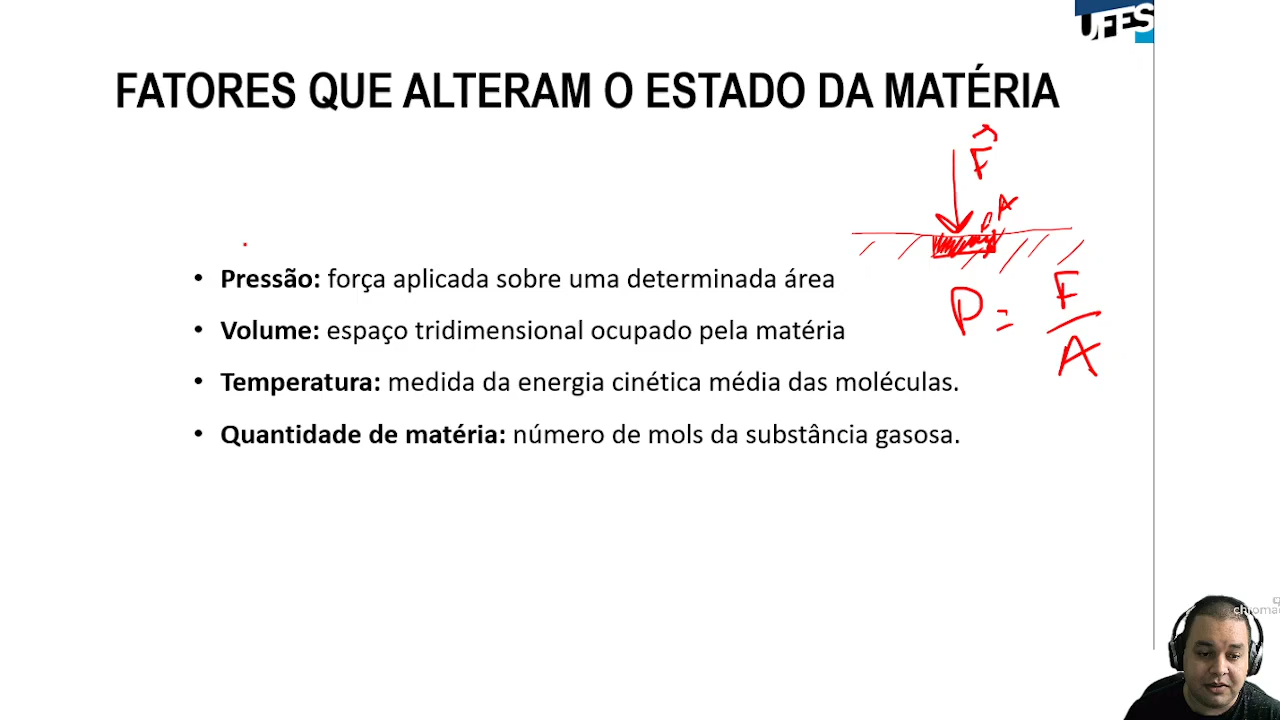 UFES
FATORES QUE ALTERAM O ESTADO DA MATÉRIA
F
A
• Pressão: força aplicada sobre uma determinada área
P = F
A
• Volume: espaço tridimensional ocupado pela matéria
• Temperatura: medida da energia cinética média das moléculas.
• Quantidade de matéria: número de mols da substância gasosa.